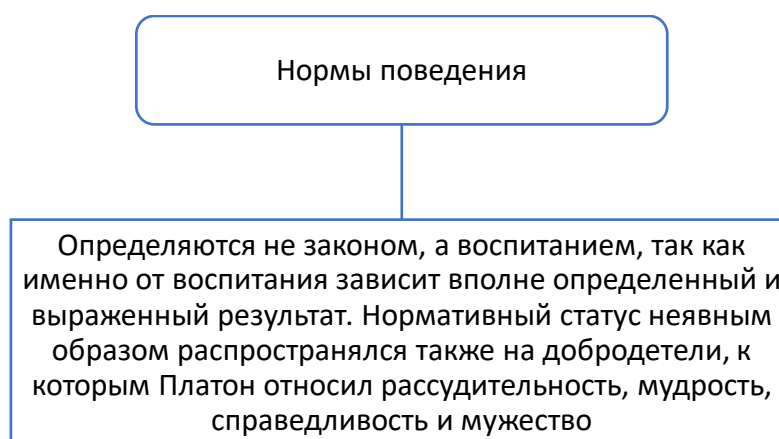 Нормы поведения
Определяются не законом, а воспитанием, так как
именно от воспитания зависит вполне определенный и
выраженный результат. Нормативный статус неявным
образом распространялся также на добродетели, к
которым Платон относил рассудительность, мудрость,
справедливость и мужество